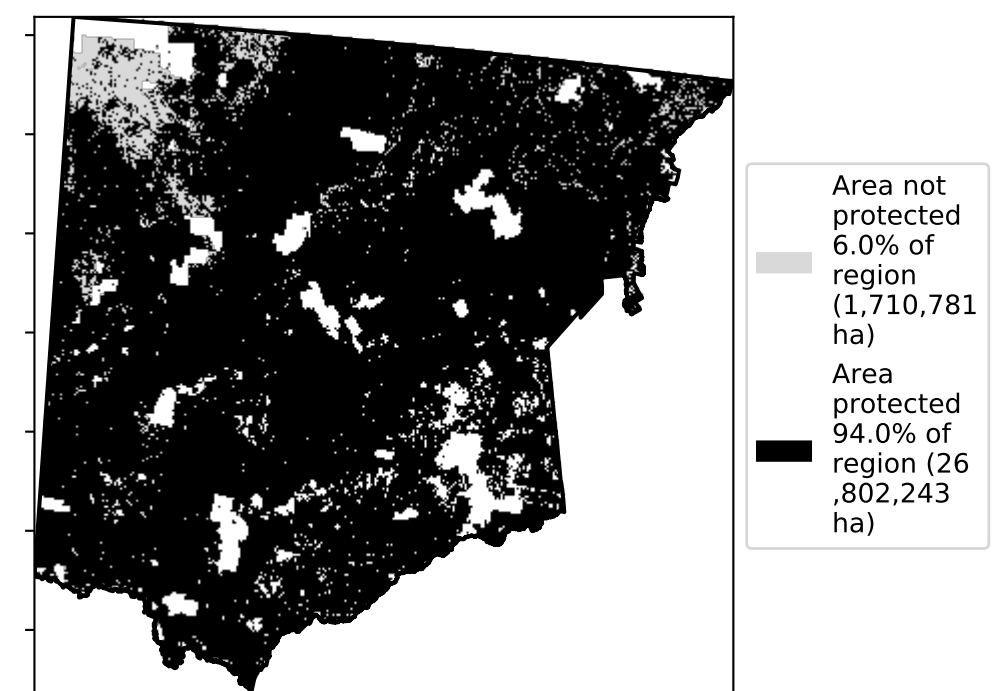 Area not
protected
6.0% of
region
(1,710,781
ha)
Area
protected
94.0% of
region (26
,802,243
ha)